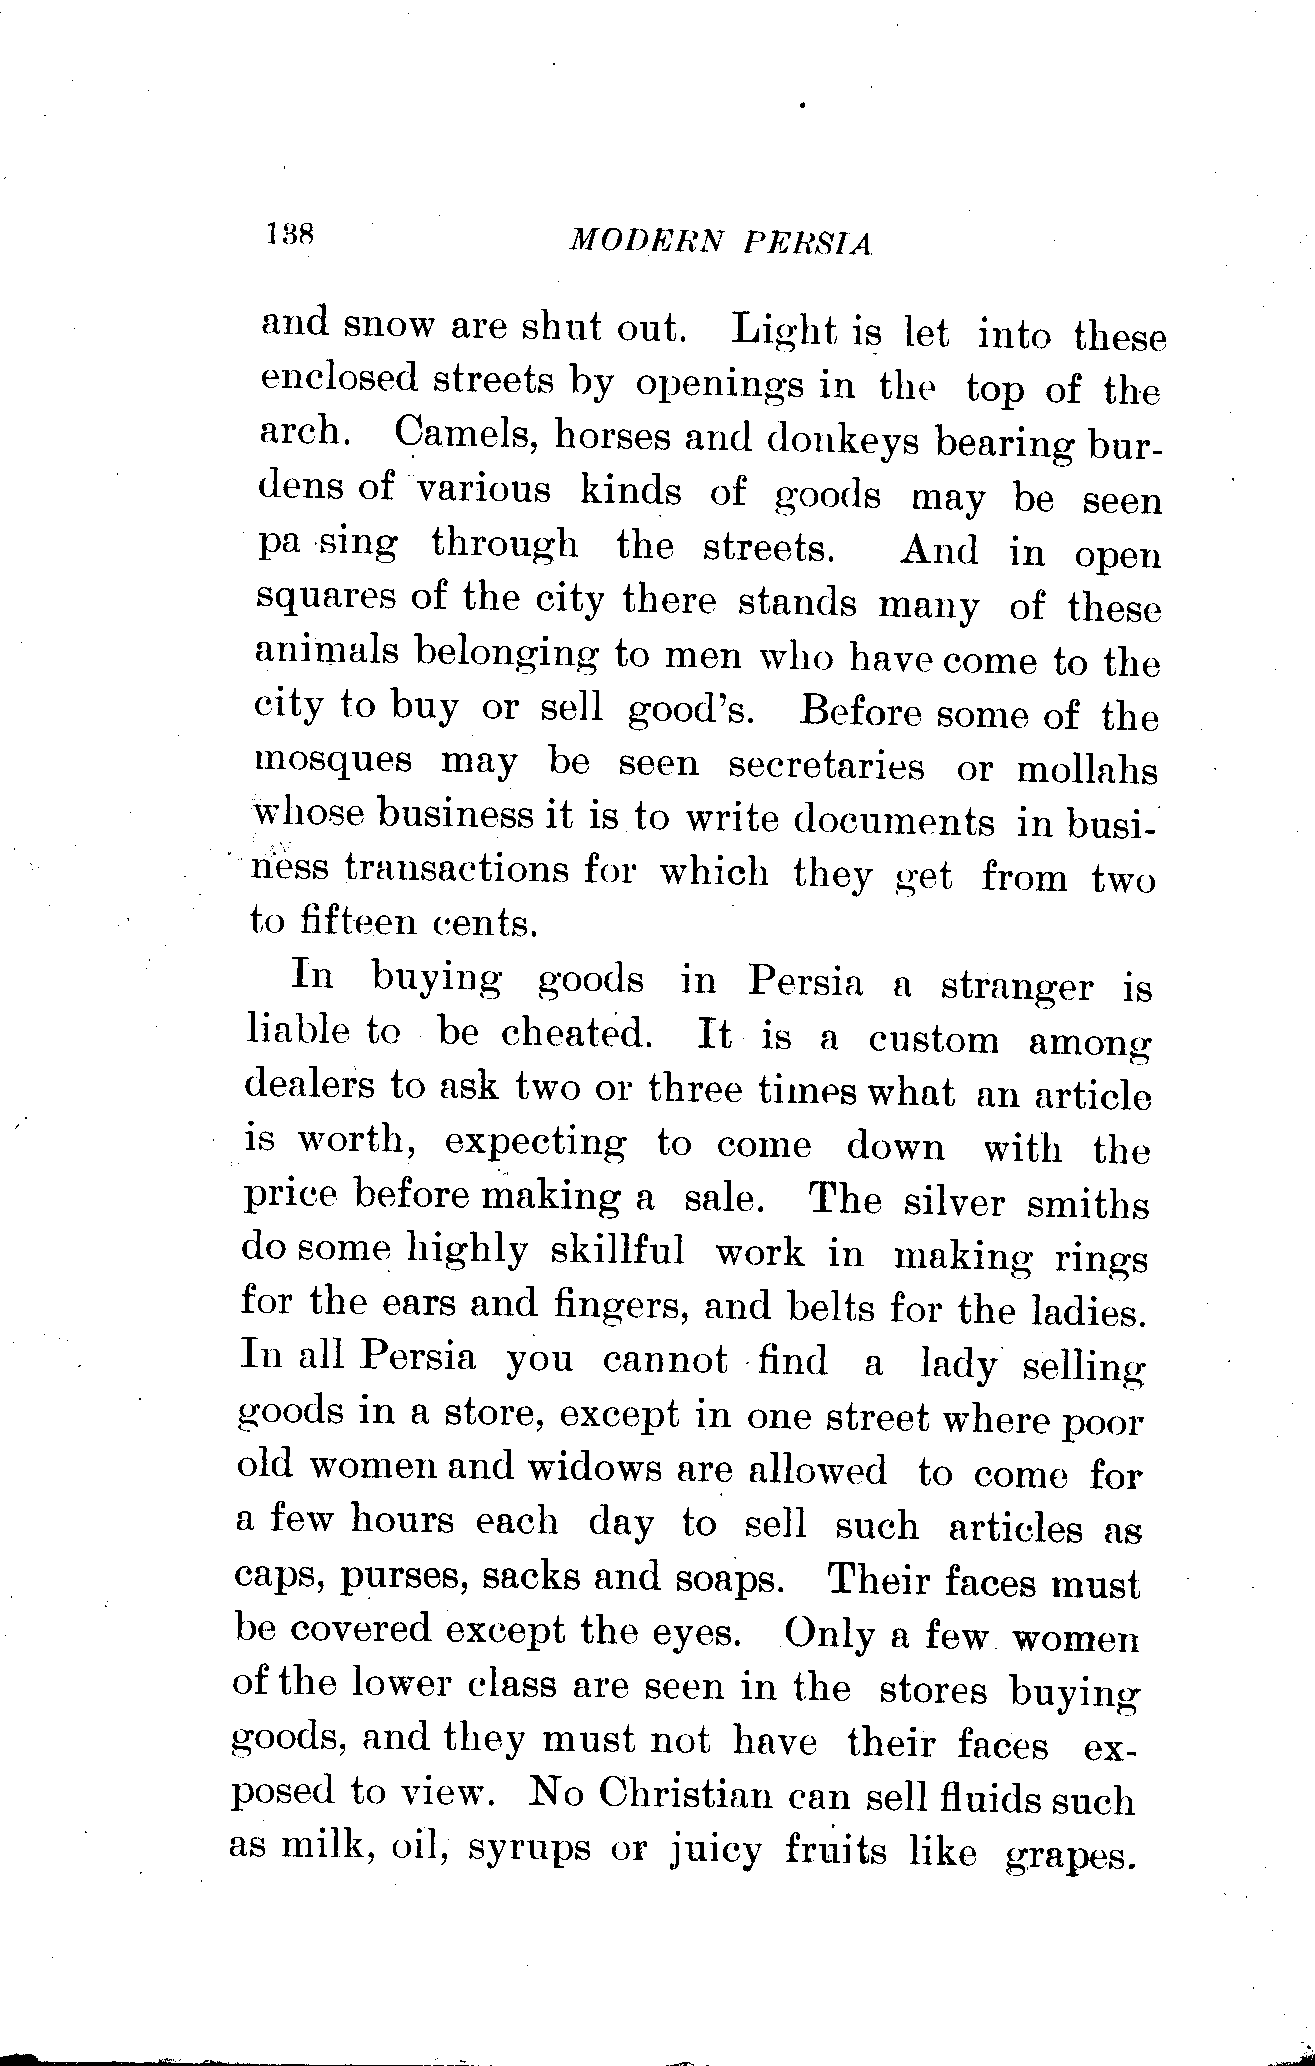 138 MODERN PERSIA
and snow are shut out. Light is let into these
enclosed streets by openings in the top of the
arch. Camels, horses and donkeys bearing bur-
dens of various kinds of goods may be seen
pa sing through the streets. And in open
squares of the city there stands many of these
animals belonging to men who have come to the
city to buy or sell good's. Before some of the
mosques may be seen secretaries or mollahs
whose business it is to write documents in busi-
ness transactions for which they get from two
to fifteen cents.
In buying goods in Persia a stranger is
liable to be cheated. It is a custom among
dealers to ask two or three times what an article
is worth, expecting to come down with the
price before making a sale. The silver smiths
do some highly skillful work in making rings
for the ears and fingers, and belts for the ladies.
In all Persia you cannot find a lady selling
goods in a store, except in one street where poor
old women and widows are allowed to come for
a few hours each day to sell such articles as
caps, purses, sacks and soaps. Their faces must
be covered except the eyes. Only a few women
of the lower class are seen in the stores buying
goods, and they must not have their faces ex-
posed to view. No Christian can sell fluids such
as milk, oil, syrups or juicy fruits like grapes.